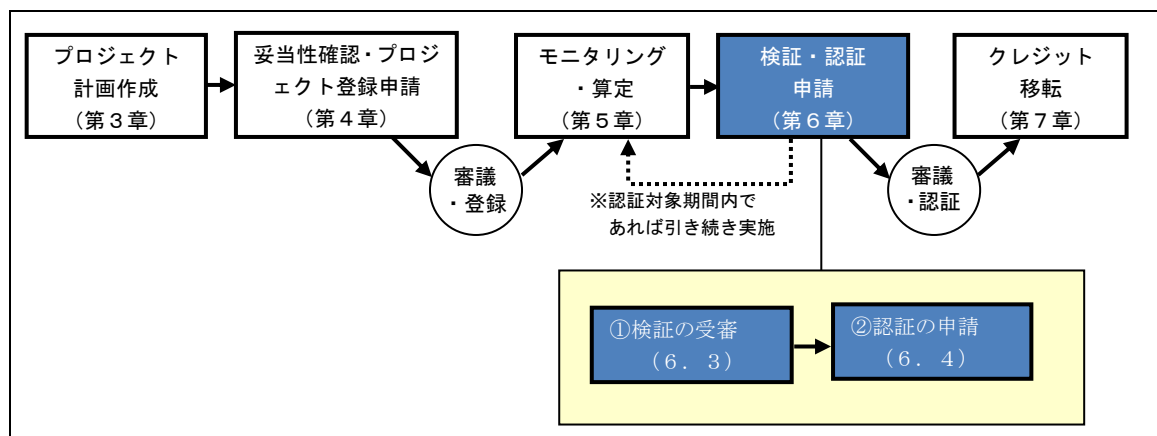 プロジェクト
計画作成
（第３章）
妥当性確認・プロジ
ェクト登録申請
（第４章）
モニタリング
・算定
（第５章）
検証・認証
申請
（第６章）
クレジット
移転
（第７章）
審議
・登録
※認証対象期間内で
あれば引き続き実施
審議
・認証
①検証の受審
（６．３）
②認証の申請
（６．４）